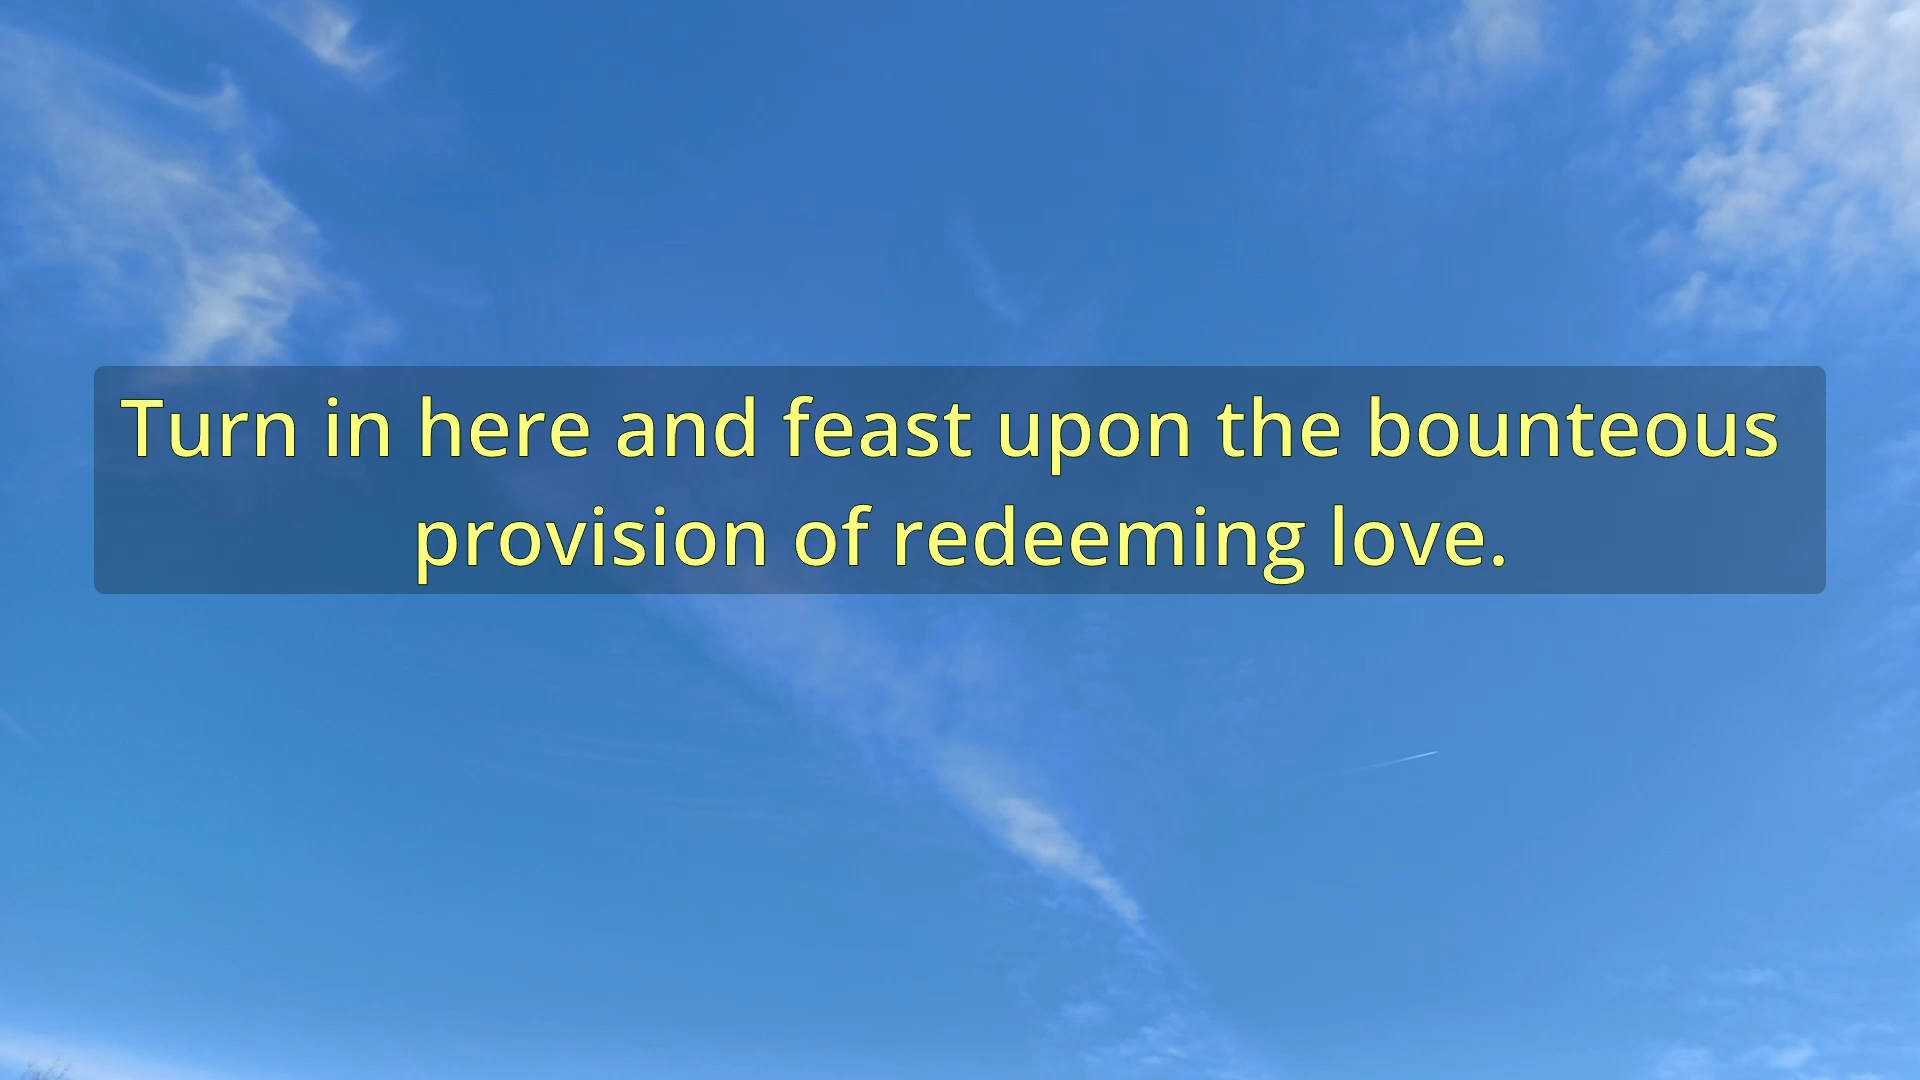 Turn in here and feast upon the bounteous
provision of redeeming love.